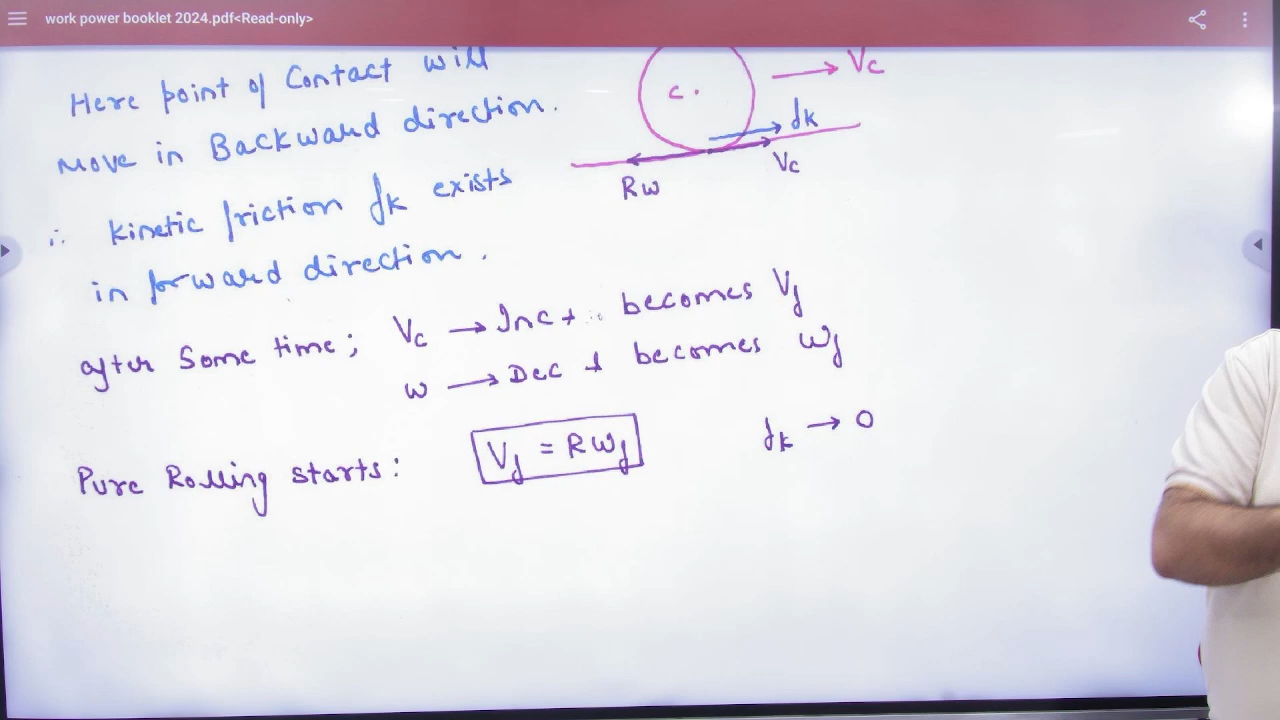 work power booklet 2024.pdf<Read-only>
Here point of Contact will
move in Backward direction.
∴ Kinetic friction fk exists
in forward direction.
C.
Vc
fk
Vc
Rω
after Some time; Vc → Inc + becomes Vf
ω → Dec & becomes ωf
Pure Rolling starts: Vf = Rωf
fk → 0